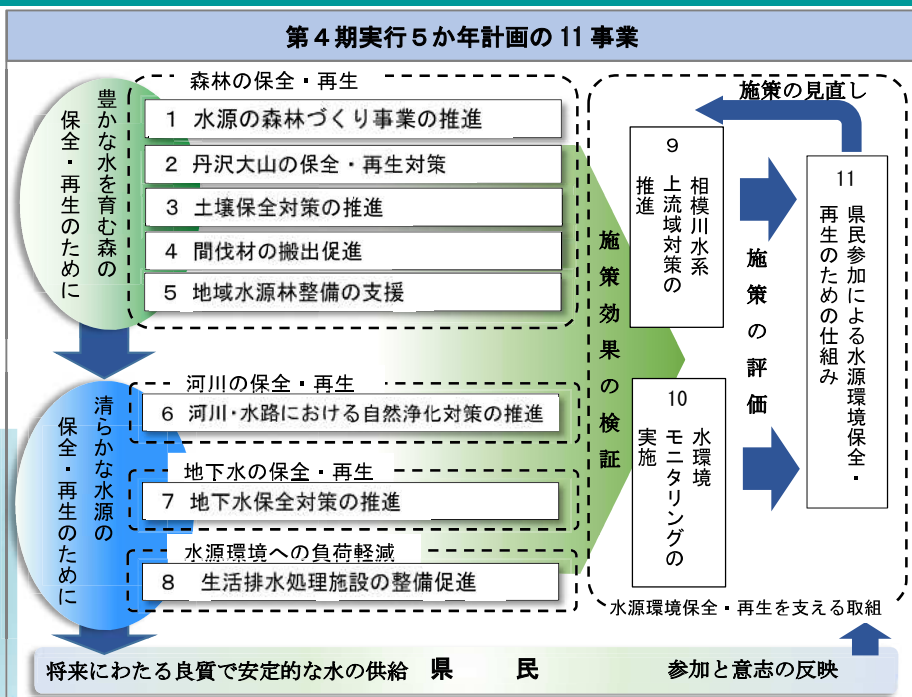 第4期実行5か年計画の11事業
豊かな水を育む森の
保全・再生のために
森林の保全・再生
1 水源の森林づくり事業の推進
2 丹沢大山の保全・再生対策
3 土壌保全対策の推進
4 間伐材の搬出促進
5 地域水源林整備の支援
清らかな水源の
保全・再生のために
河川の保全・再生
6 河川・水路における自然浄化対策の推進
地下水の保全・再生
7 地下水保全対策の推進
水源環境への負荷軽減
8 生活排水処理施設の整備促進
施策効果の検証
施策の見直し
9
相模川水系
上流域対策の
推進
10
水環境
モニタリングの
実施
施策の評価
11
県民参加による水源環境保全・
再生のための仕組み
水源環境保全・再生を支える取組
将来にわたる良質で安定的な水の供給 県 民 参加と意志の反映